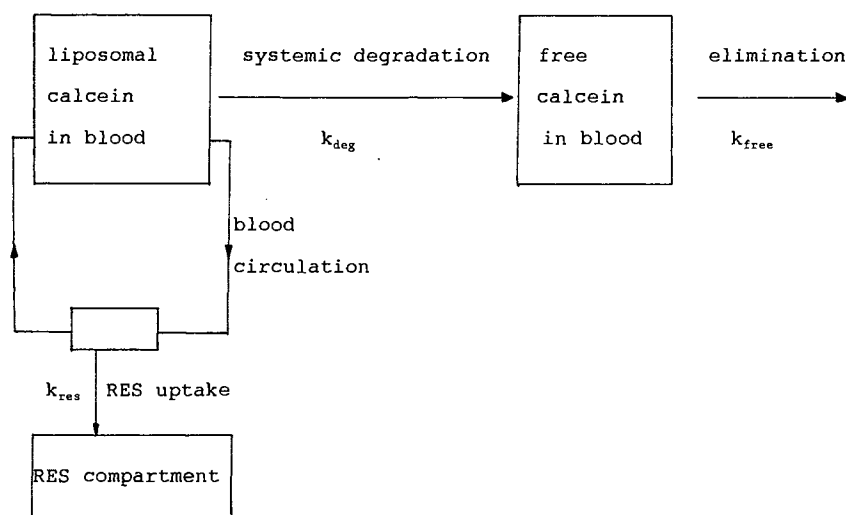 liposomal
calcein
in blood
systemic degradation
k_deg
free
calcein
in blood
elimination
k_free
blood
circulation
k_res RES uptake
RES compartment